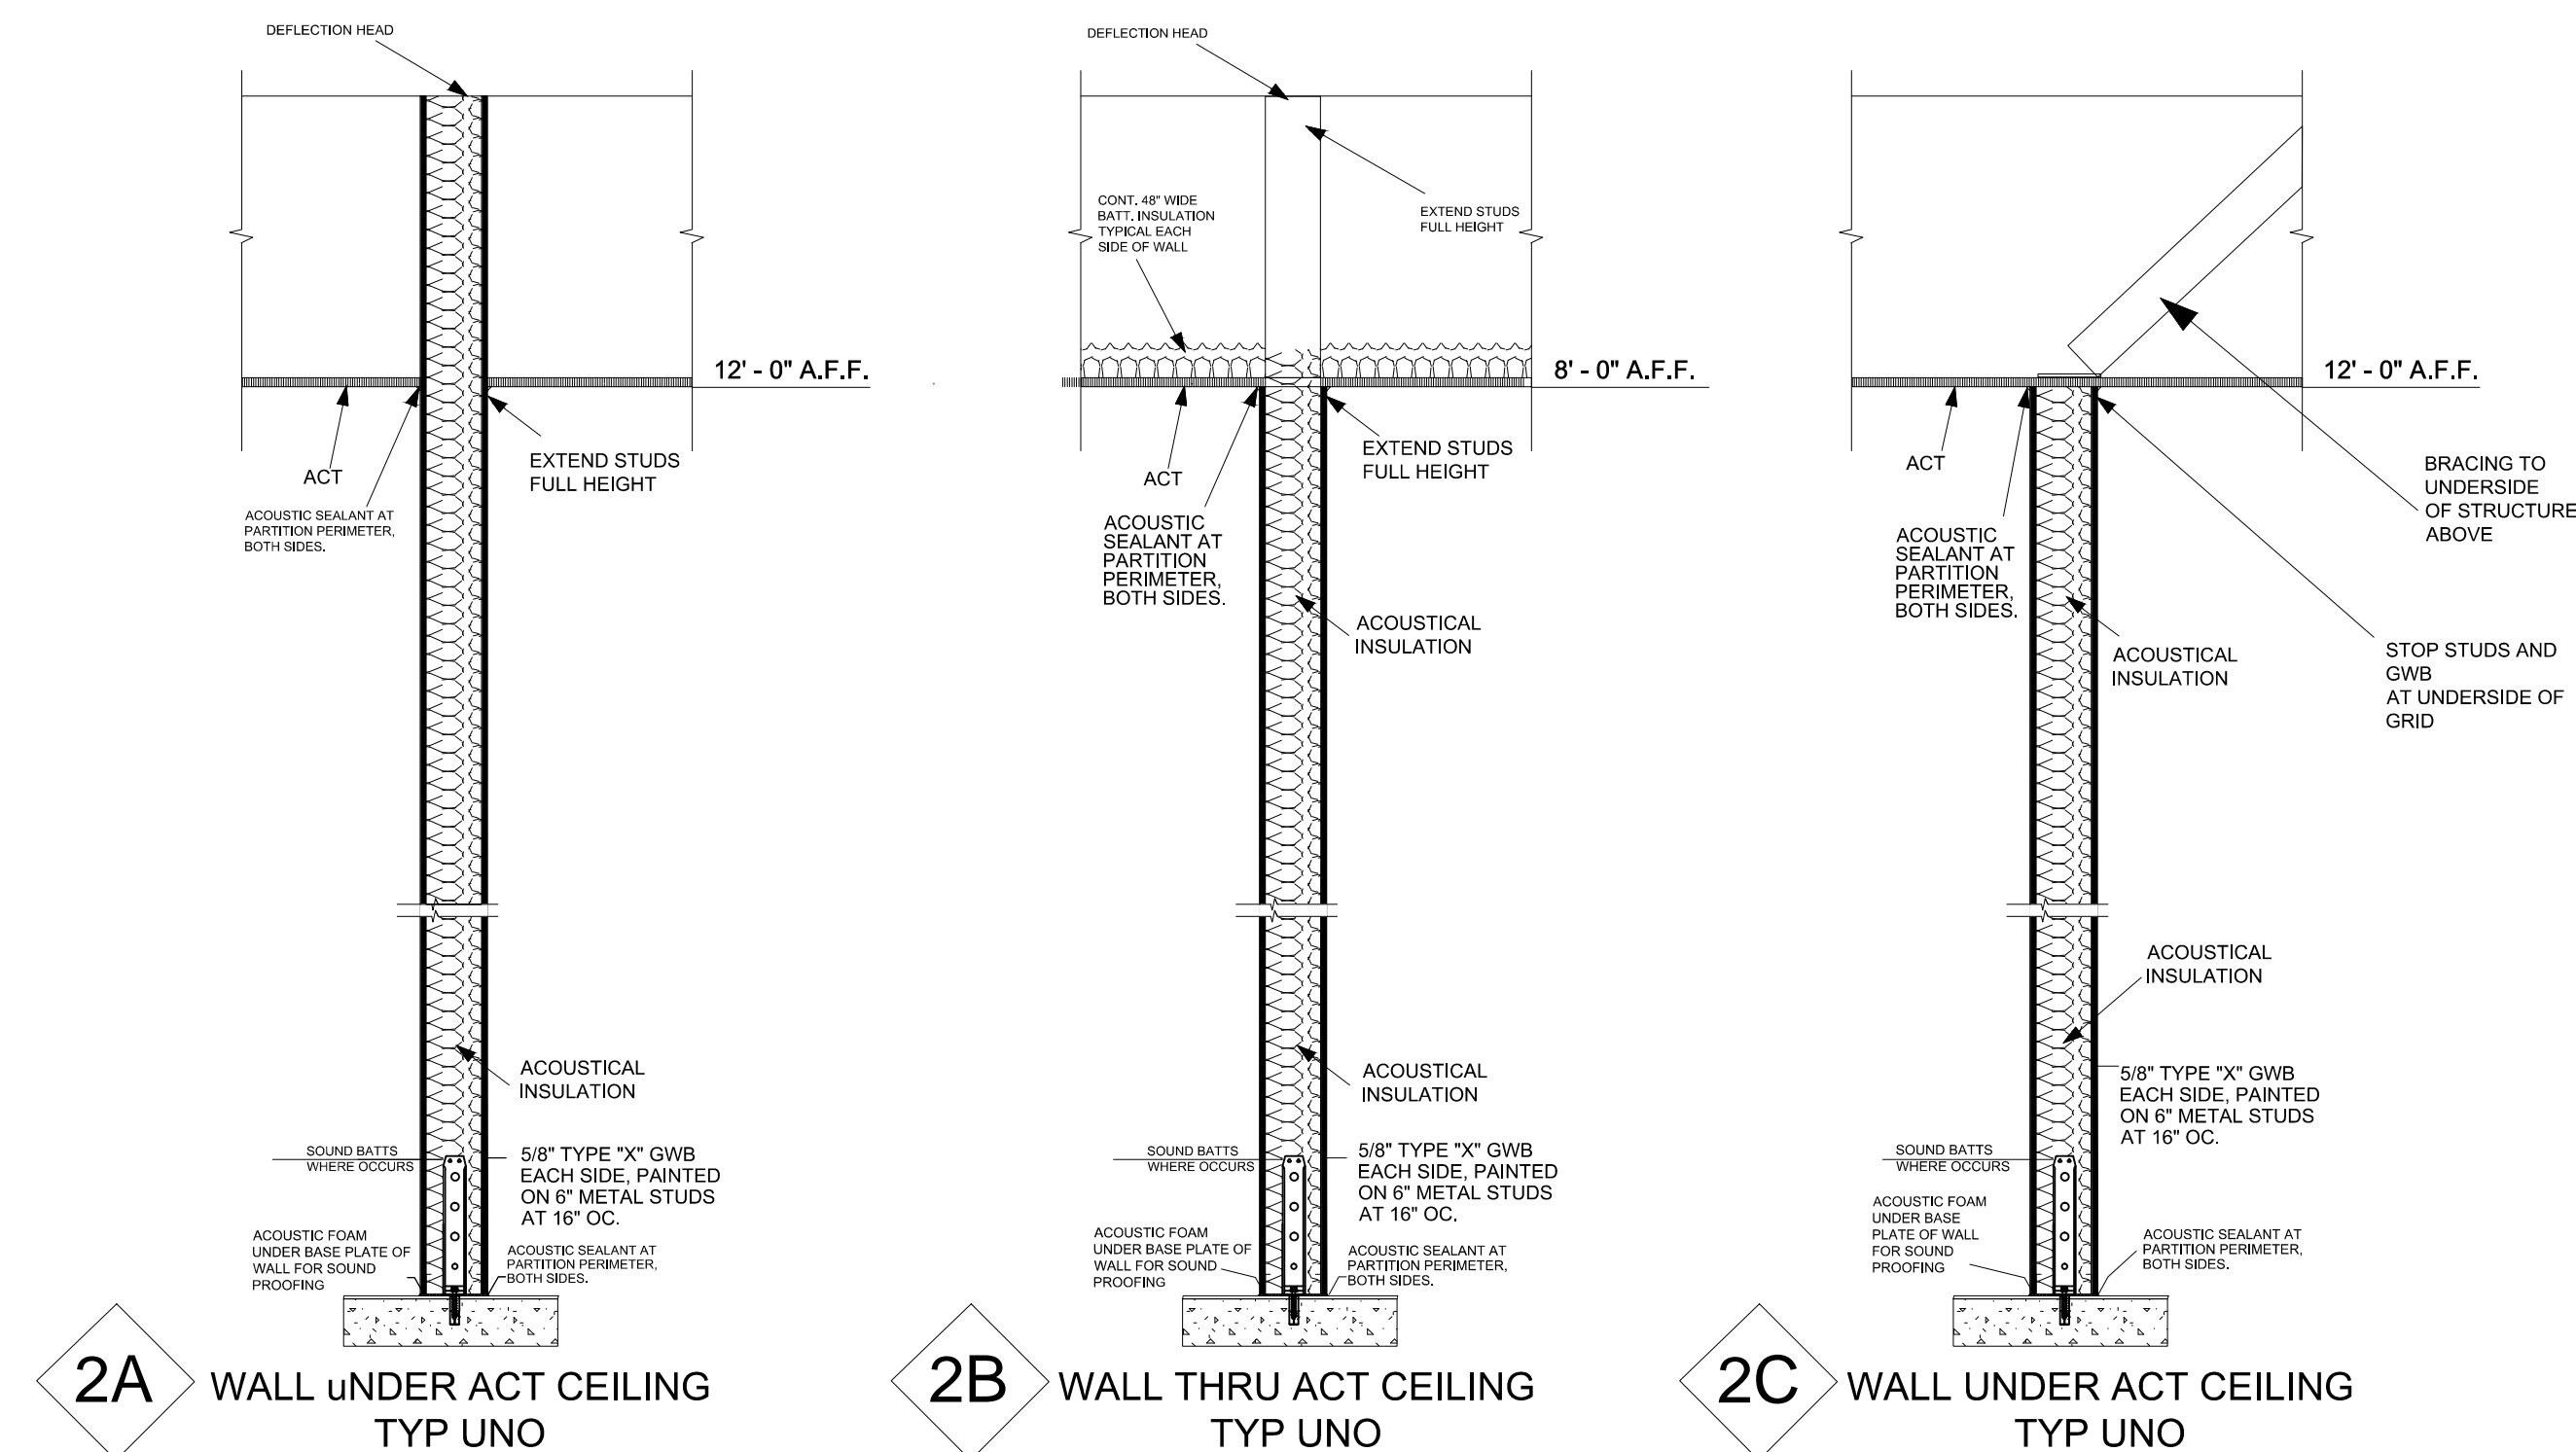 DEFLECTION HEAD
12' - 0" A.F.F.
ACT
EXTEND STUDS
FULL HEIGHT
ACOUSTIC SEALANT AT
PARTITION PERIMETER,
BOTH SIDES.
ACOUSTICAL
INSULATION
SOUND BATTS
WHERE OCCURS
5/8" TYPE "X" GWB
EACH SIDE, PAINTED
ON 6" METAL STUDS
AT 16" OC.
ACOUSTIC FOAM
UNDER BASE PLATE OF
WALL FOR SOUND
PROOFING
ACOUSTIC SEALANT AT
PARTITION PERIMETER,
BOTH SIDES.
2A
WALL uNDER ACT CEILING
TYP UNO
DEFLECTION HEAD
CONT. 48" WIDE
BATT. INSULATION
TYPICAL EACH
SIDE OF WALL
EXTEND STUDS
FULL HEIGHT
8' - 0" A.F.F.
ACT
EXTEND STUDS
FULL HEIGHT
ACOUSTIC
SEALANT AT
PARTITION
PERIMETER,
BOTH SIDES.
ACOUSTICAL
INSULATION
ACOUSTICAL
INSULATION
SOUND BATTS
WHERE OCCURS
5/8" TYPE "X" GWB
EACH SIDE, PAINTED
ON 6" METAL STUDS
AT 16" OC.
ACOUSTIC FOAM
UNDER BASE PLATE OF
WALL FOR SOUND
PROOFING
ACOUSTIC SEALANT AT
PARTITION PERIMETER,
BOTH SIDES.
2B
WALL THRU ACT CEILING
TYP UNO
12' - 0" A.F.F.
ACT
BRACING TO
UNDERSIDE
OF STRUCTURE
ABOVE
ACOUSTIC
SEALANT AT
PARTITION
PERIMETER,
BOTH SIDES.
ACOUSTICAL
INSULATION
STOP STUDS AND
GWB
AT UNDERSIDE OF
GRID
ACOUSTICAL
INSULATION
5/8" TYPE "X" GWB
EACH SIDE, PAINTED
ON 6" METAL STUDS
AT 16" OC.
SOUND BATTS
WHERE OCCURS
ACOUSTIC FOAM
UNDER BASE
PLATE OF WALL
FOR SOUND
PROOFING
ACOUSTIC SEALANT AT
PARTITION PERIMETER,
BOTH SIDES.
2C
WALL UNDER ACT CEILING
TYP UNO